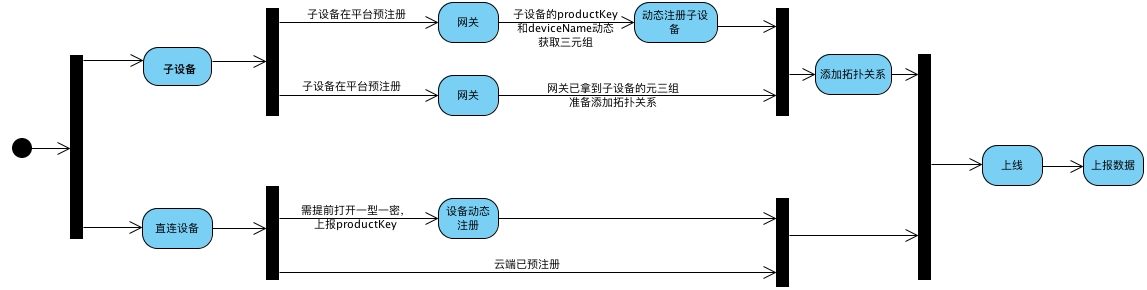 子设备在平台预注册
网关
子设备的productKey
和deviceName动态
获取三元组
动态注册子设
备
子设备
添加拓扑关系
子设备在平台预注册
网关
网关已拿到子设备的元三组
准备添加拓扑关系
上线
上报数据
直连设备
需提前打开一型一密，
上报productKey
设备动态
注册
云端已预注册